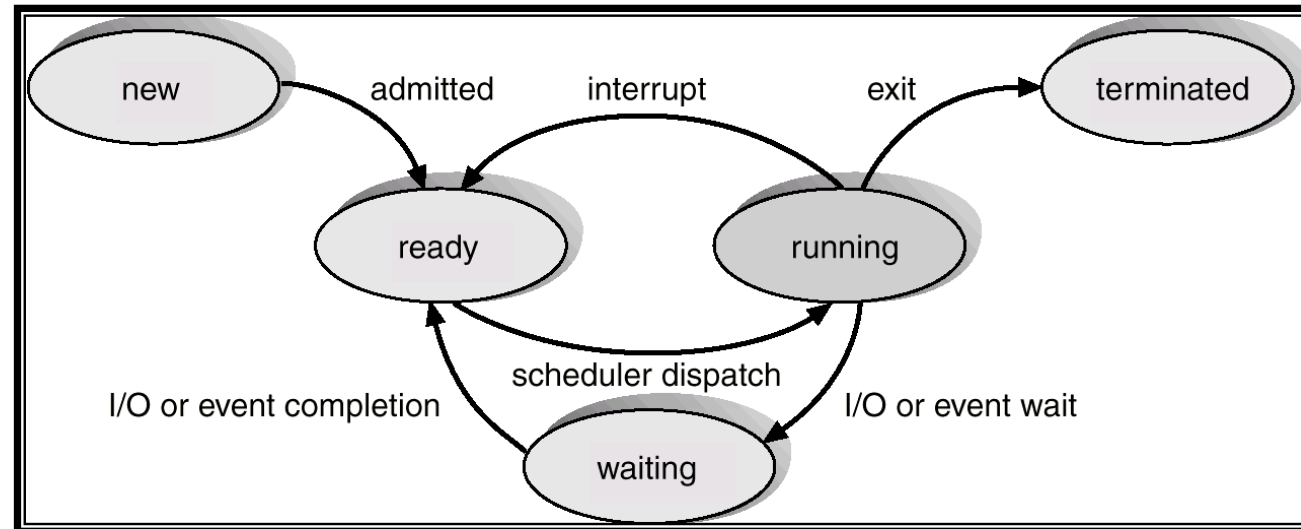 new
admitted
interrupt
exit
terminated
ready
running
scheduler dispatch
I/O or event completion
I/O or event wait
waiting